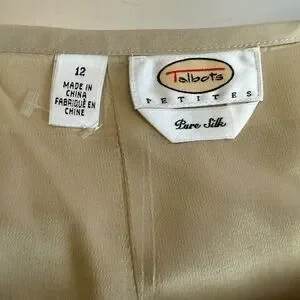 12
MADE IN
CHINA
FABRIQUÉ EN
CHINE
Talbots
PETITES
Pure Silk